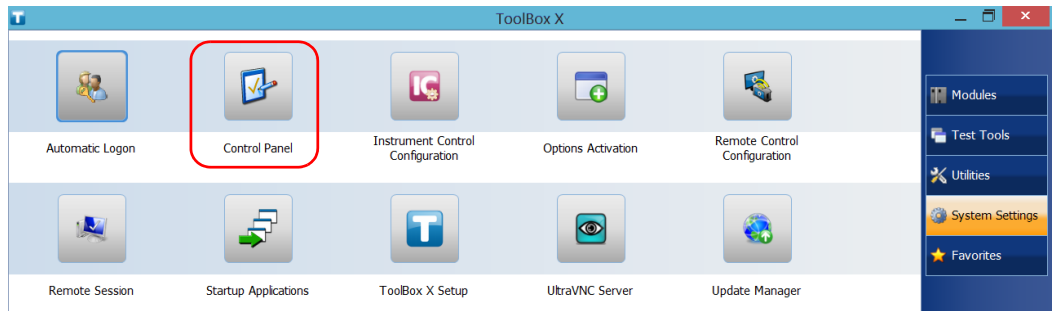 ToolBox X
Automatic Logon
Control Panel
Instrument Control
Configuration
Options Activation
Remote Control
Configuration
Remote Session
Startup Applications
ToolBox X Setup
UltraVNC Server
Update Manager
Modules
Test Tools
Utilities
System Settings
Favorites
T
IC
T